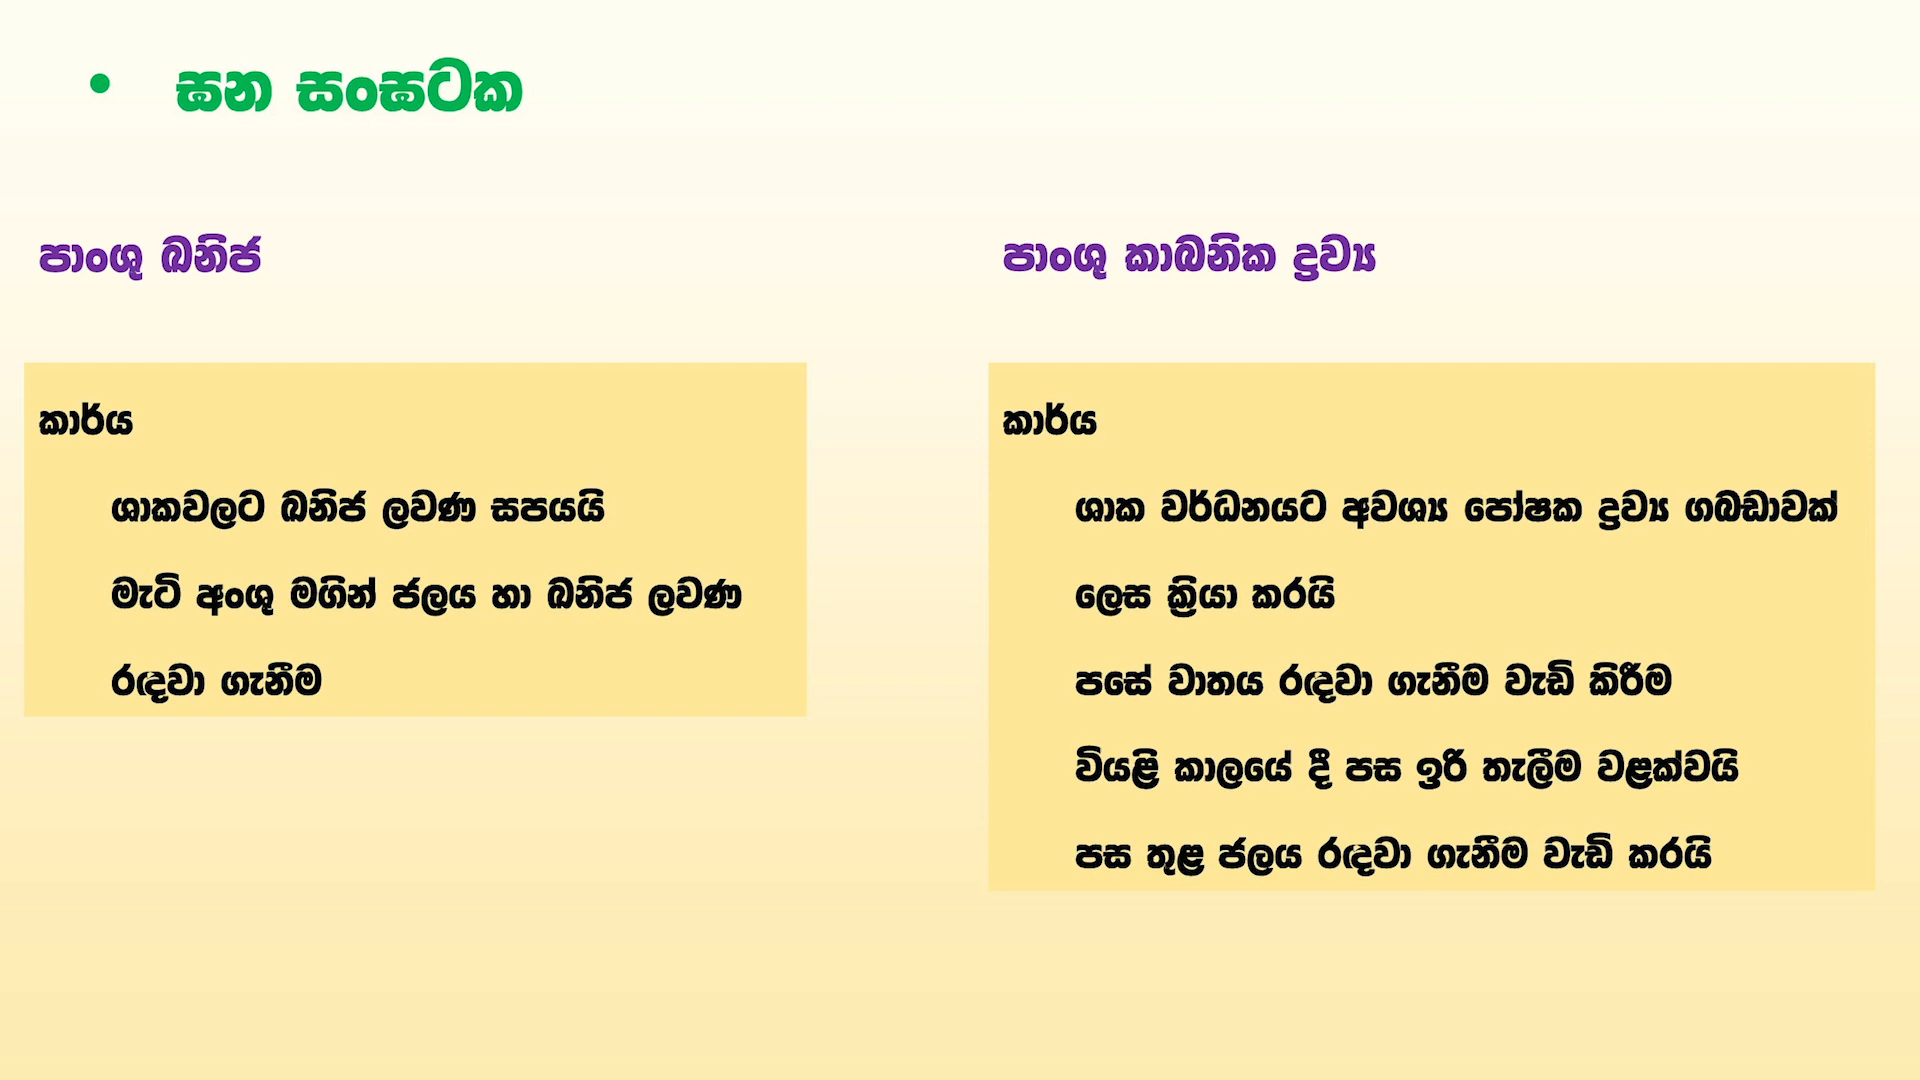 • ඝන සංඝටක
පාංශු ඛනිජ
කාර්ය
ශාකවලට ඛනිජ ලවණ සපයයි
මැටි අංශු මගින් ජලය හා ඛනිජ ලවණ
රඳවා ගැනීම
පාංශු කාබනික ද්‍රව්‍ය
කාර්ය
ශාක වර්ධනයට අවශ්‍ය පෝෂක ද්‍රව්‍ය ගබඩාවක්
ලෙස ක්‍රියා කරයි
පසේ වාතය රඳවා ගැනීම වැඩි කිරීම
වියළි කාලයේ දී පස ඉරි තැලීම වළක්වයි
පස තුළ ජලය රඳවා ගැනීම වැඩි කරයි